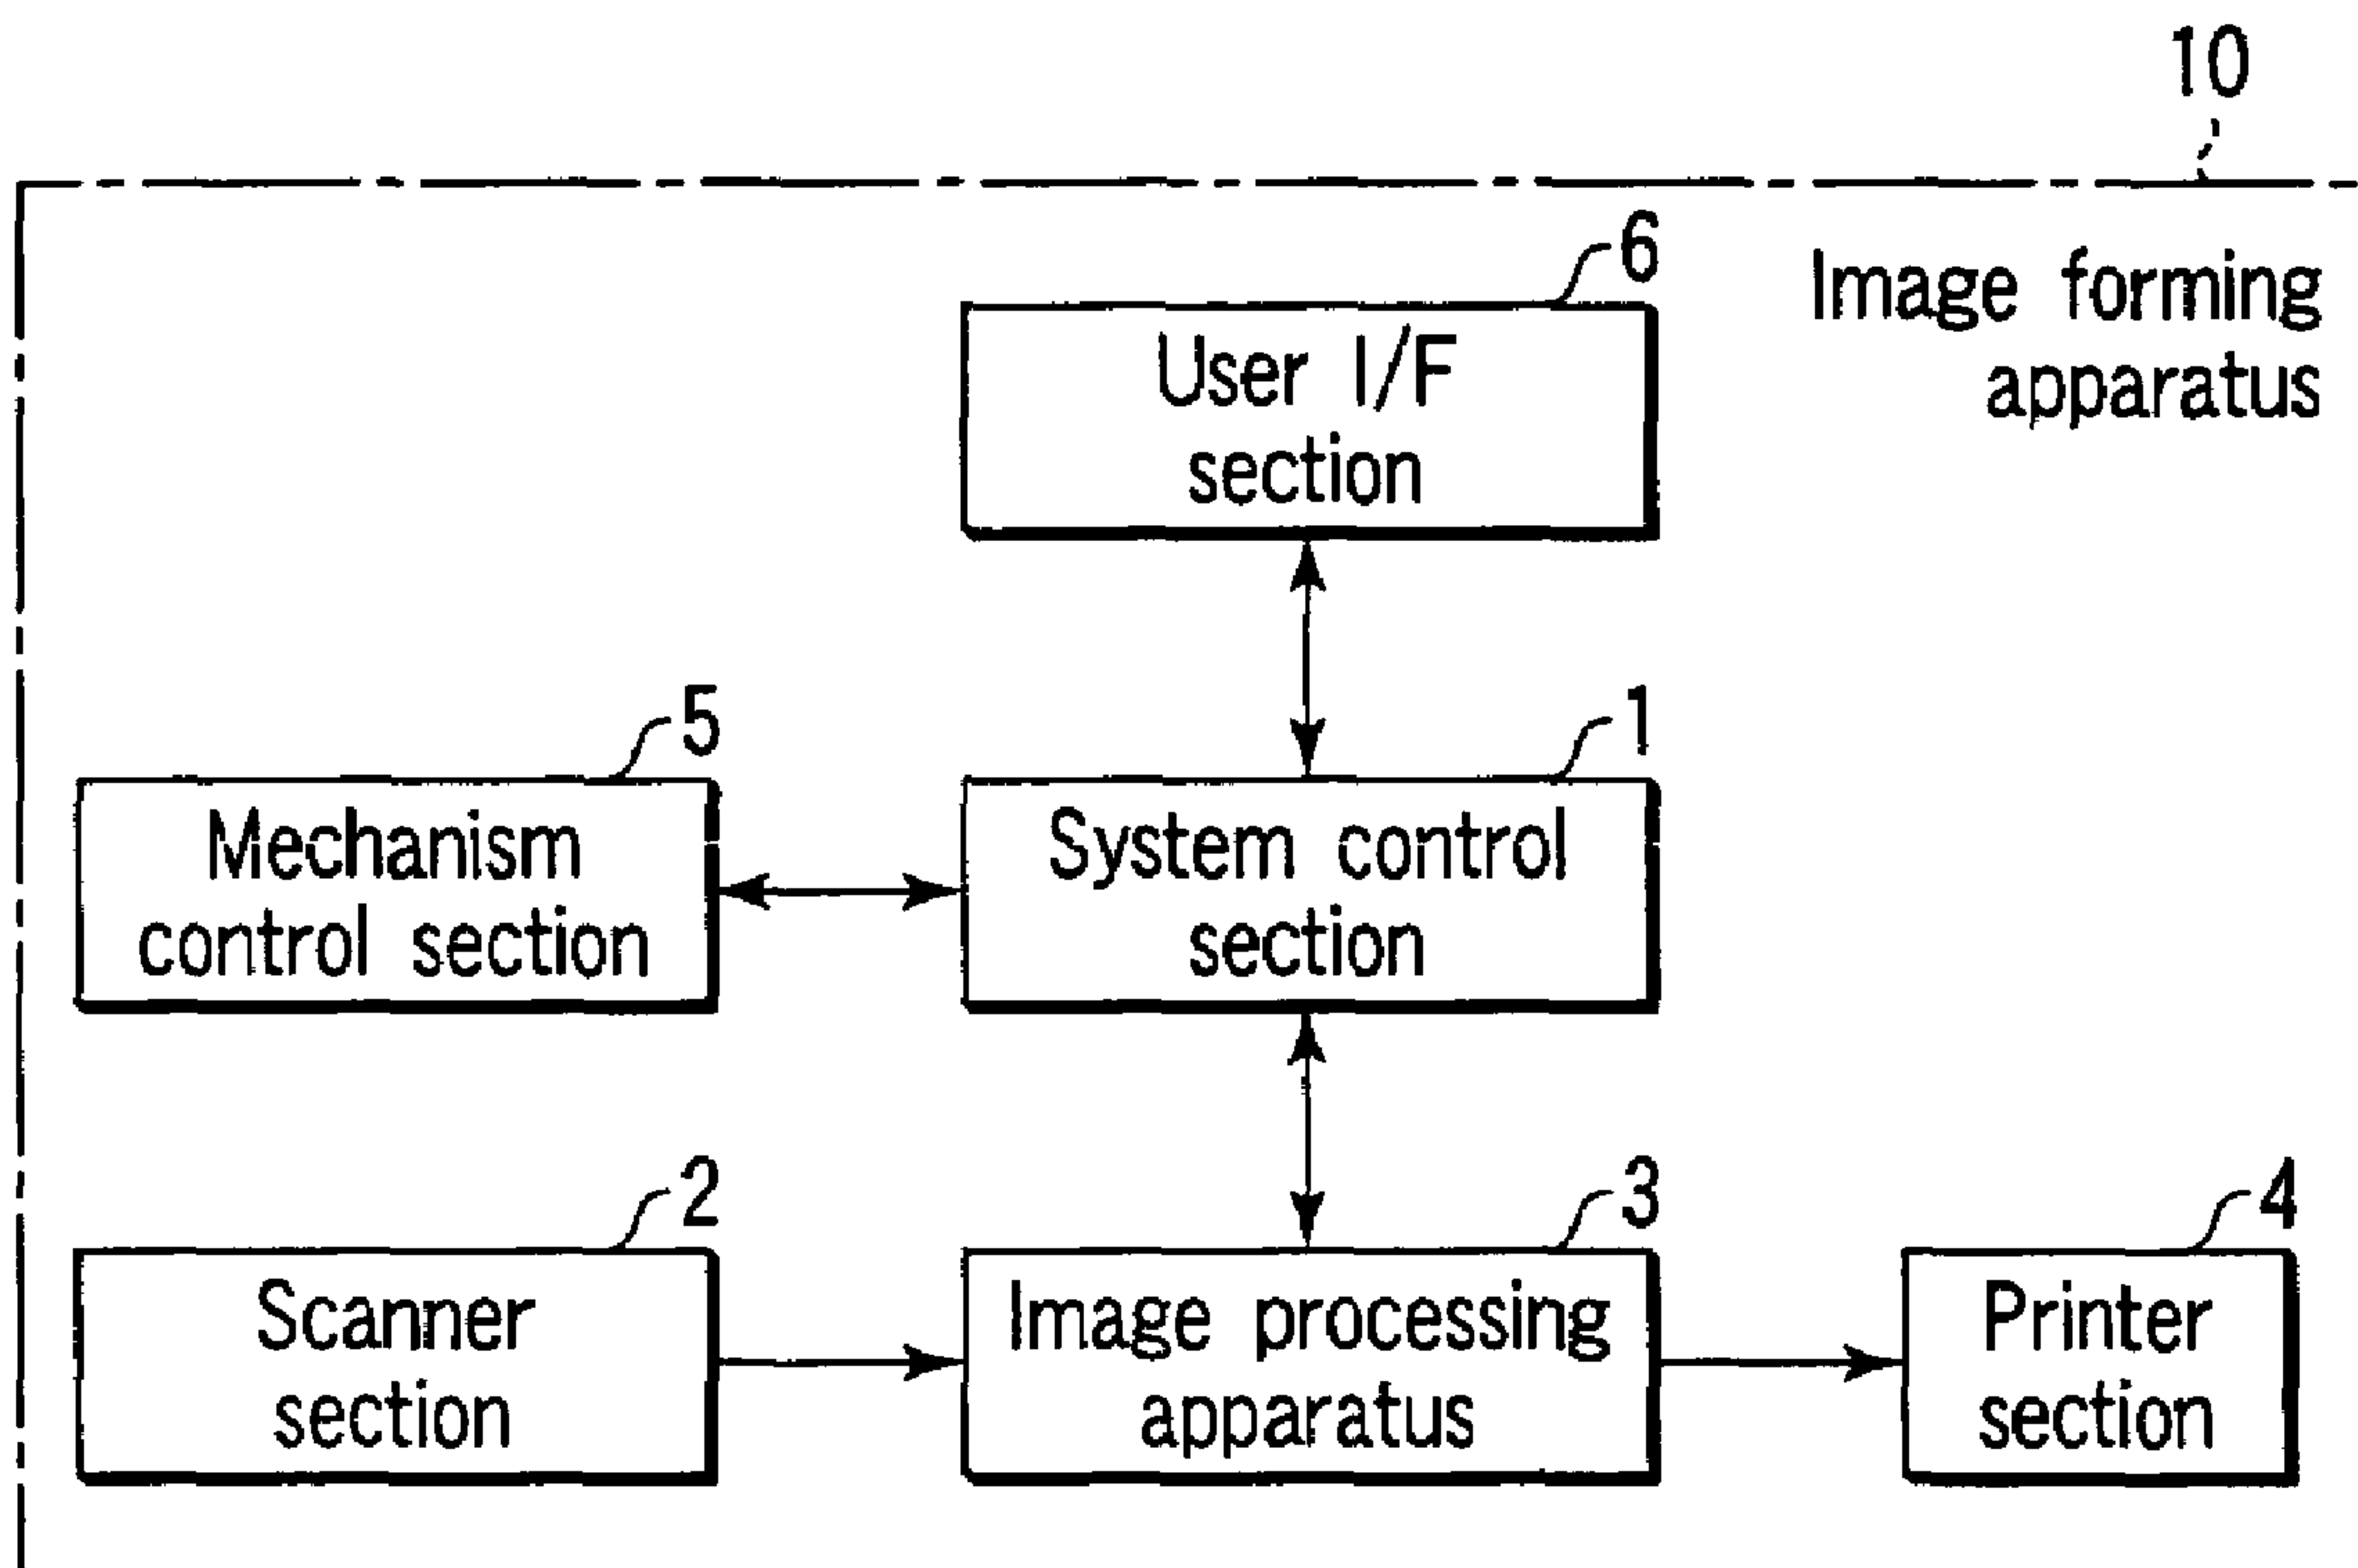 10
Image forming
apparatus
6
User I/F
section
5
Mechanism
control section
1
System control
section
2
Scanner
section
3
Image processing
apparatus
4
Printer
section